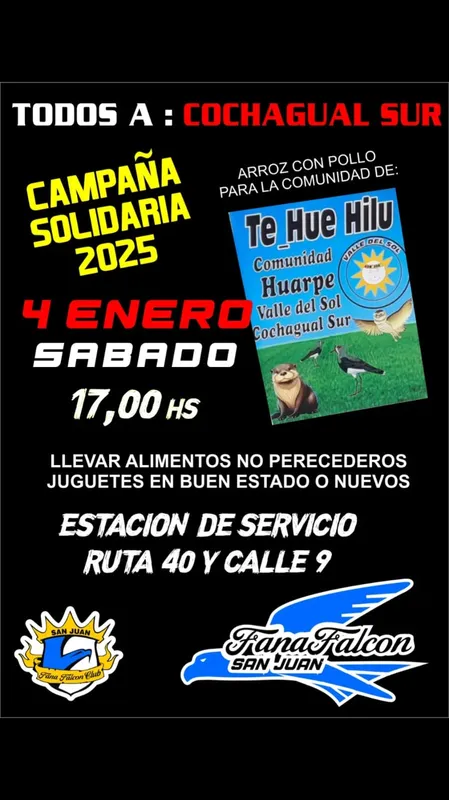 TODOS A : COCHAGUAL SUR
CAMPAÑA
SOLIDARIA
2025
ARROZ CON POLLO
PARA LA COMUNIDAD DE:
Te_Hue Hilu
Comunidad
Huarpe
Valle del Sol
Cochagual Sur
VALLE DEL SOL
4 ENERO
SABADO
17,00 HS
LLEVAR ALIMENTOS NO PERECEDEROS
JUGUETES EN BUEN ESTADO O NUEVOS
ESTACION DE SERVICIO
RUTA 40 Y CALLE 9
SAN JUAN
Fana Falcon Club
FanaFalcon
SAN JUAN